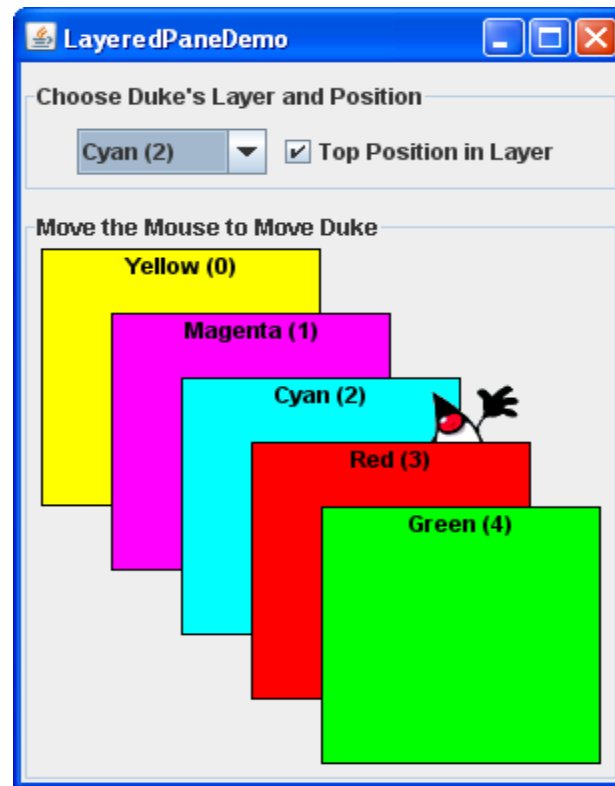 LayeredPaneDemo
Choose Duke's Layer and Position
Cyan (2)
Top Position in Layer
Move the Mouse to Move Duke
Yellow (0)
Magenta (1)
Cyan (2)
Red (3)
Green (4)